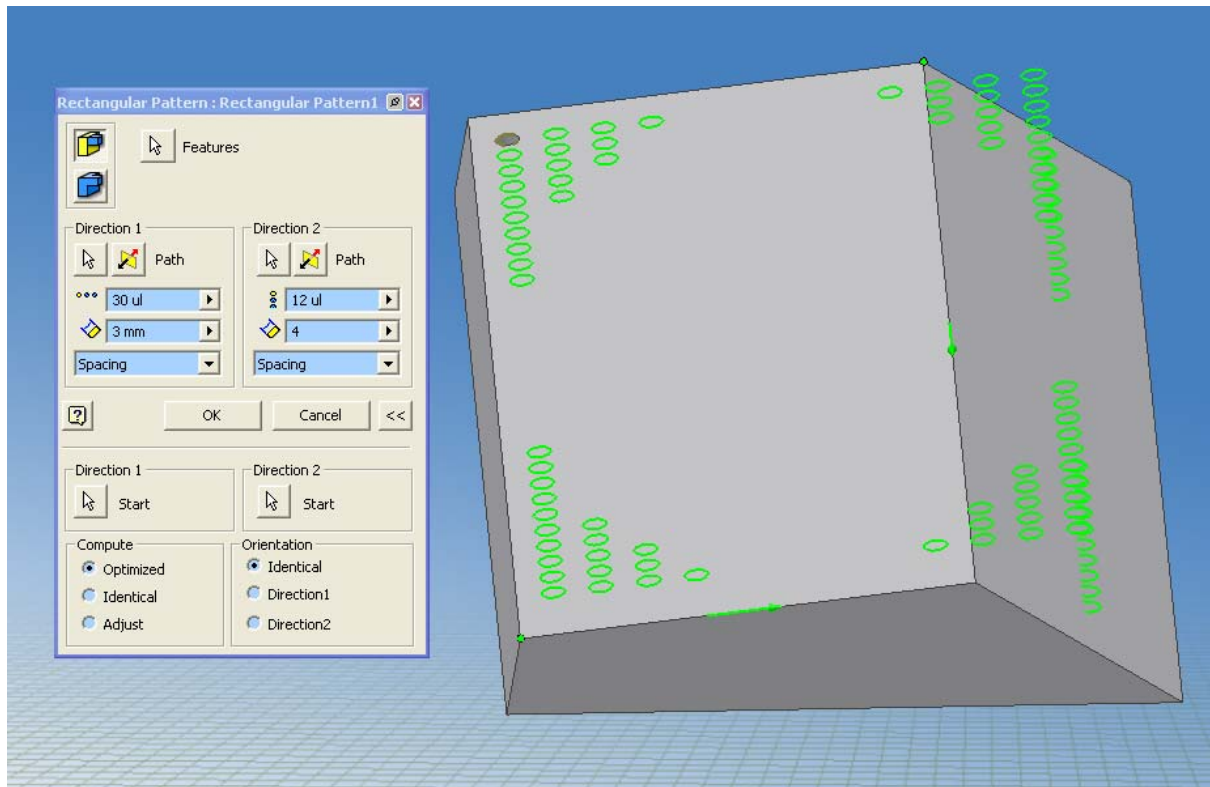 Rectangular Pattern : Rectangular Pattern1
Features
Direction 1
Direction 2
Path
Path
30 ul
12 ul
3 mm
4
Spacing
Spacing
?
OK
Cancel
<<
Direction 1
Direction 2
Start
Start
Compute
Orientation
Optimized
Identical
Identical
Direction1
Adjust
Direction2